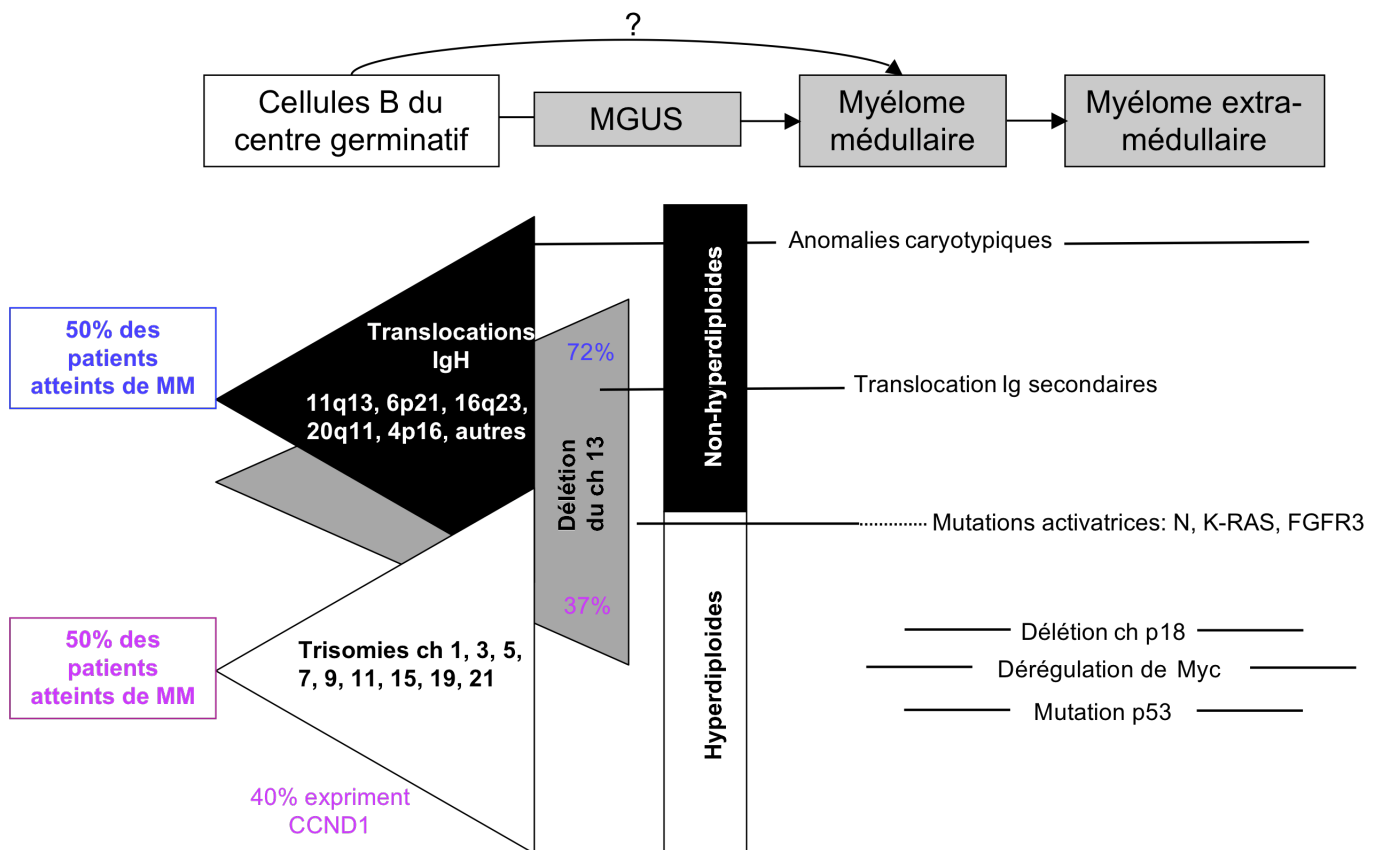 ?
Cellules B du
centre germinatif
MGUS
Myélome
médullaire
Myélome extra-
médullaire
Anomalies caryotypiques
50% des
patients
atteints de MM
Translocations
IgH
11q13, 6p21, 16q23,
20q11, 4p16, autres
72%
Délétion
du ch 13
37%
Non-hyperdiploides
Hyperdiploides
Translocation Ig secondaires
Mutations activatrices: N, K-RAS, FGFR3
50% des
patients
atteints de MM
Trisomies ch 1, 3, 5,
7, 9, 11, 15, 19, 21
40% expriment
CCND1
Délétion ch p18
Dérégulation de Myc
Mutation p53